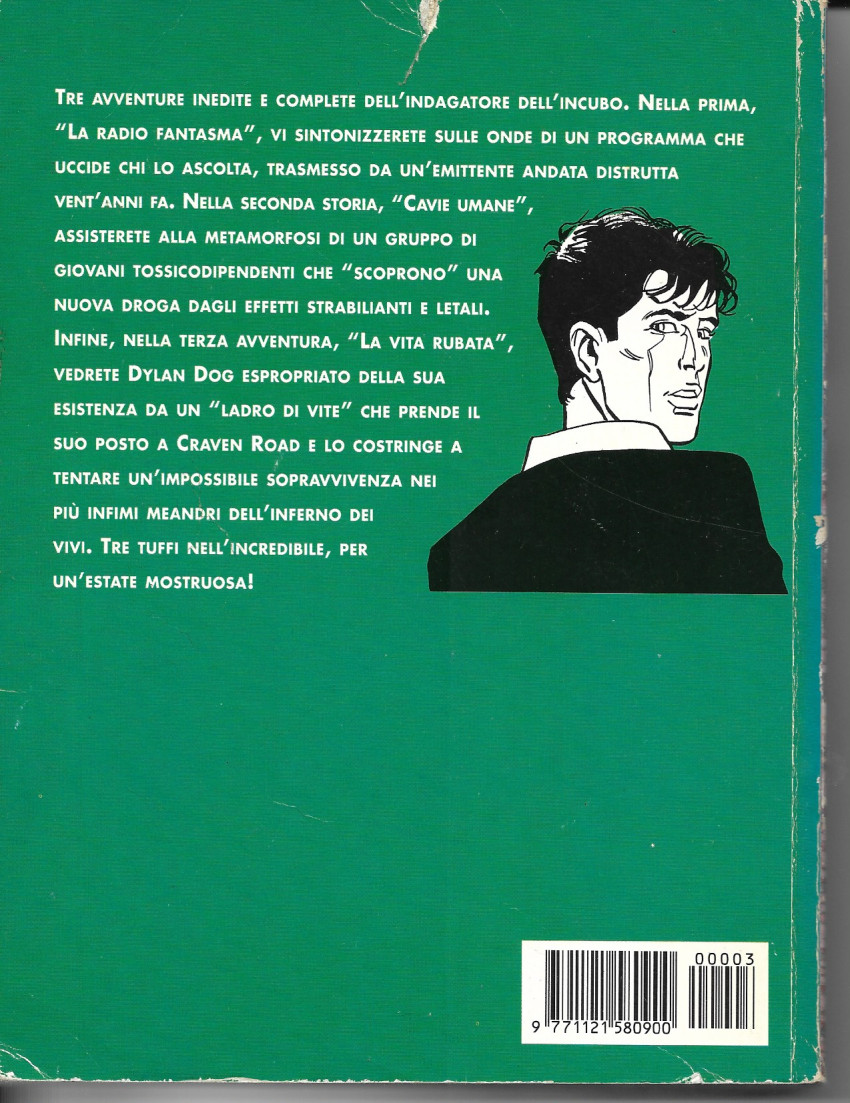 Tre avventure inedite e complete dell'indagatore dell'incubo. Nella prima,
"La radio fantasma", vi sintonizzerete sulle onde di un programma che
uccide chi lo ascolta, trasmesso da un'emittente andata distrutta
vent'anni fa. Nella seconda storia, "Cavie umane",
assisterete alla metamorfosi di un gruppo di
giovani tossicodipendenti che "scoprono" una
nuova droga dagli effetti strabilianti e letali.
Infine, nella terza avventura, "La vita rubata",
vedrete Dylan Dog espropriato della sua
esistenza da un "ladro di vite" che prende il
suo posto a Craven Road e lo costringe a
tentare un'impossibile sopravvivenza nei
più infimi meandri dell'inferno dei
vivi. Tre tuffi nell'incredibile, per
un'estate mostruosa!
00003
9 771121 580900